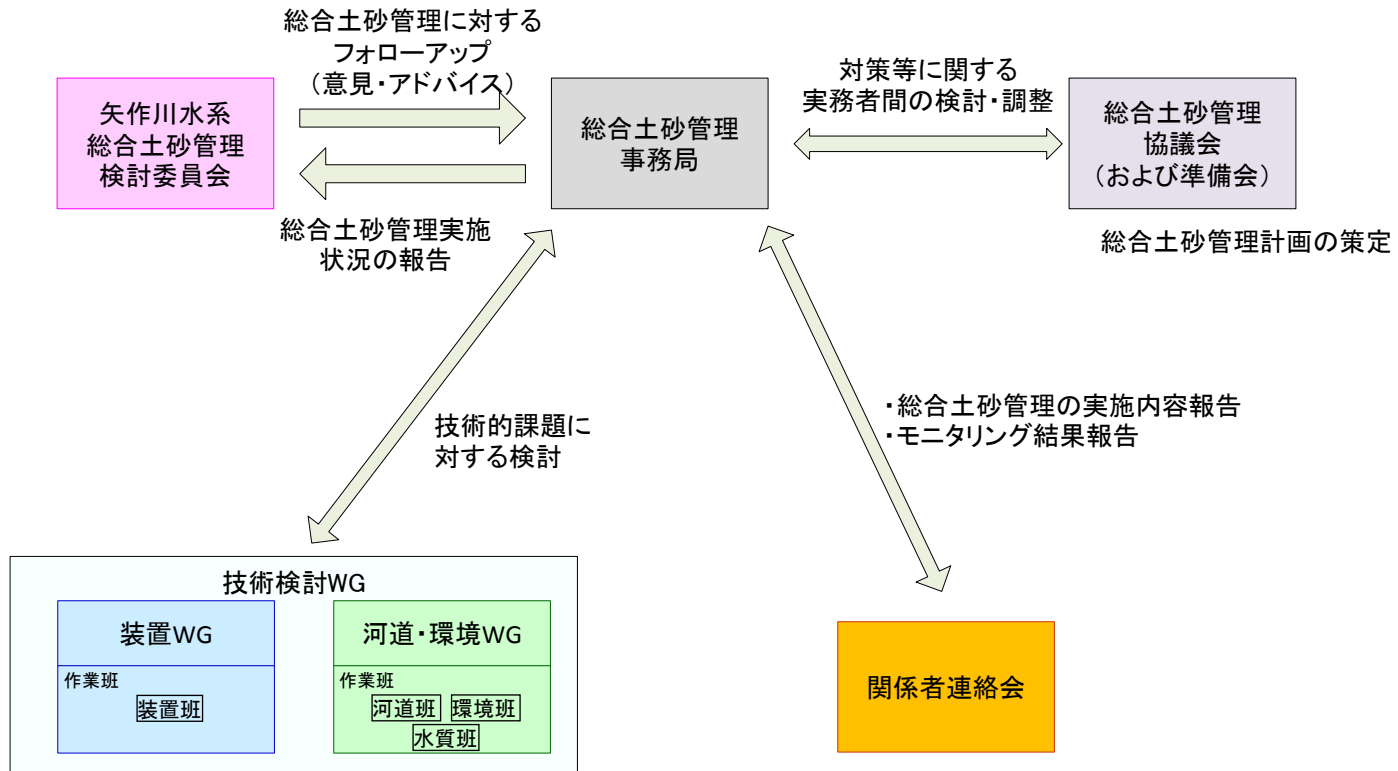 総合土砂管理に対する
フォローアップ
(意見・アドバイス)
矢作川水系
総合土砂管理
検討委員会
総合土砂管理
事務局
対策等に関する
実務者間の検討・調整
総合土砂管理
協議会
(および準備会)
総合土砂管理実施
状況の報告
総合土砂管理計画の策定
技術的課題に
対する検討
・総合土砂管理の実施内容報告
・モニタリング結果報告
技術検討WG
装置WG
作業班
装置班
河道・環境WG
作業班
河道班 環境班
水質班
関係者連絡会